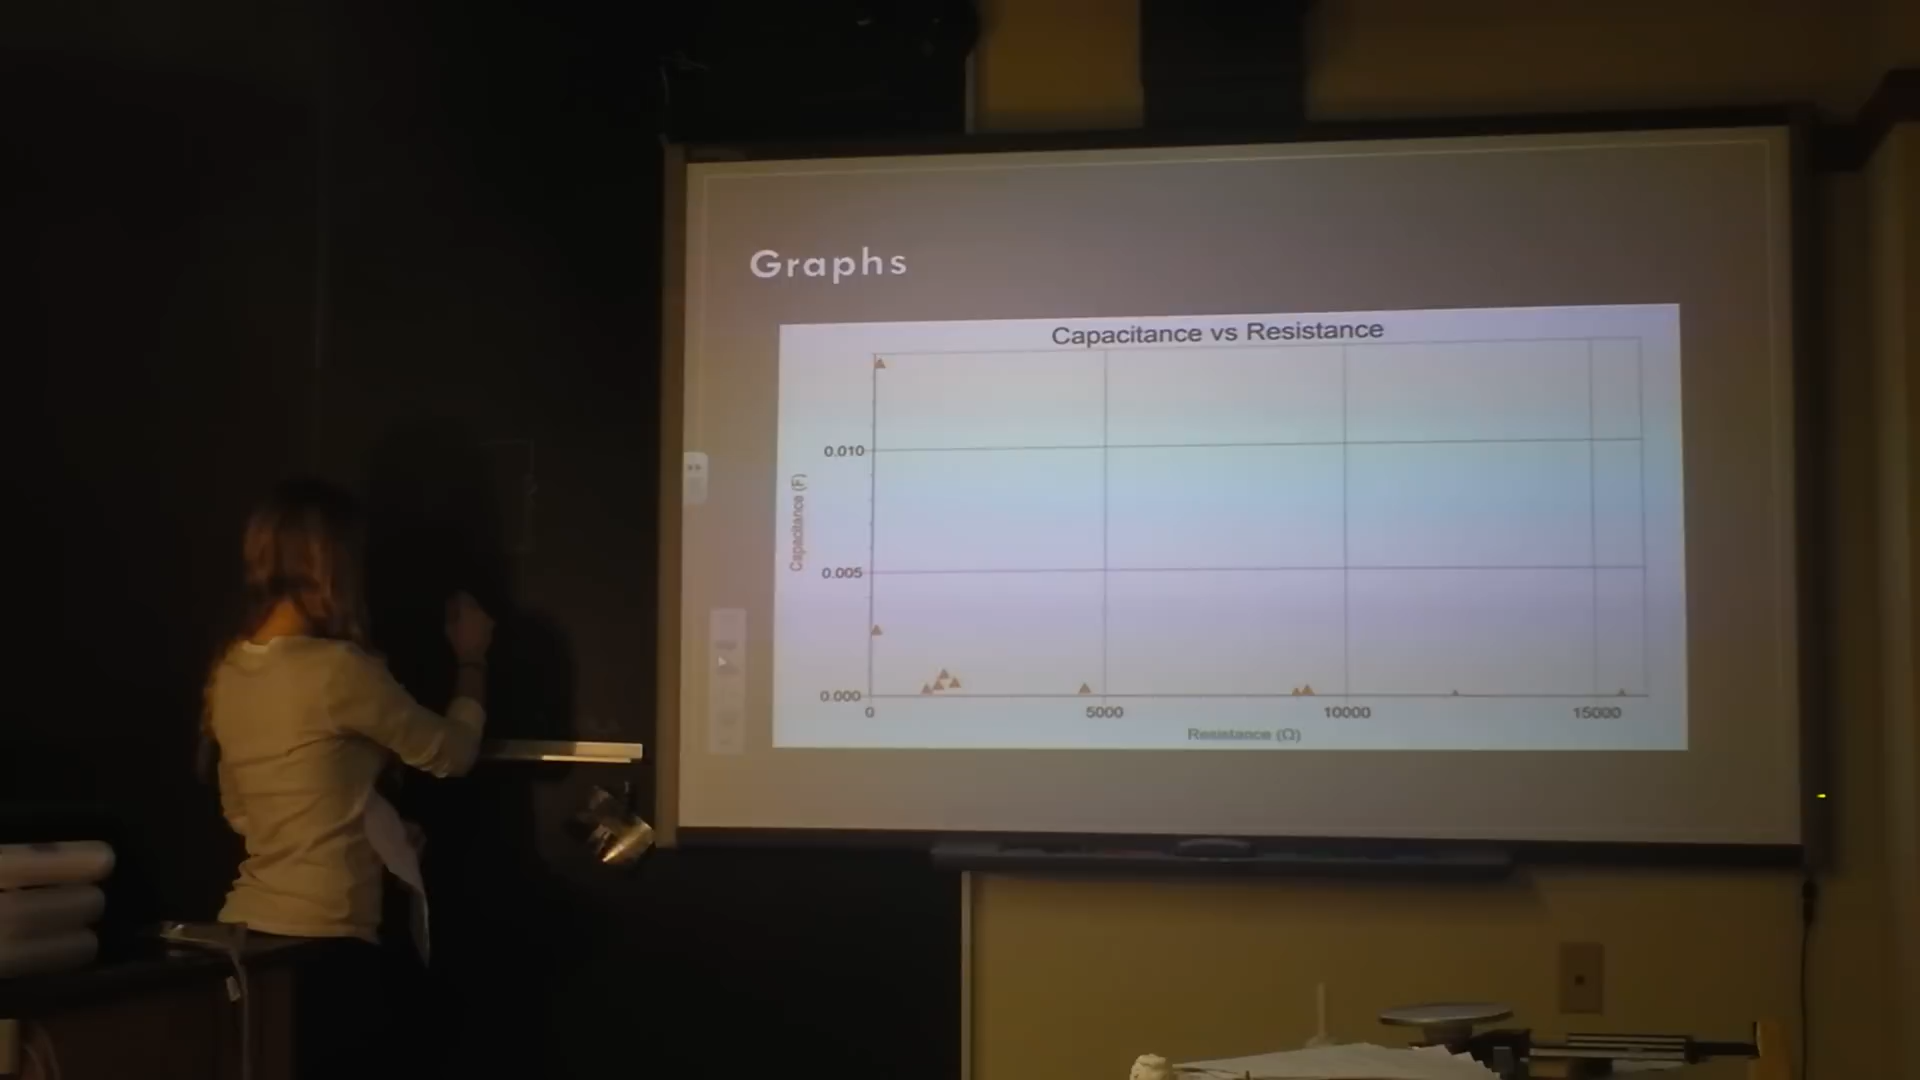 Graphs
Capacitance vs Resistance
Capacitance (F)
0.010
0.005
0.000
0
5000
10000
15000
Resistance (Ω)